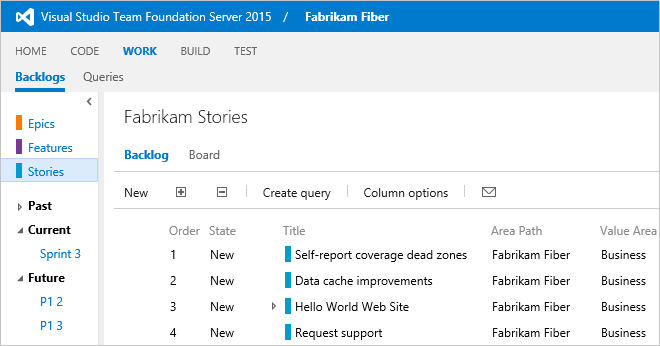 Visual Studio Team Foundation Server 2015 / Fabrikam Fiber
HOME CODE WORK BUILD TEST
Backlogs Queries
Epics
Features
Stories
Past
Current
Sprint 3
Future
P1 2
P1 3
Fabrikam Stories
Backlog Board
New Create query Column options
Order State Title Area Path Value Area
1 New Self-report coverage dead zones Fabrikam Fiber Business
2 New Data cache improvements Fabrikam Fiber Business
3 New Hello World Web Site Fabrikam Fiber Business
4 New Request support Fabrikam Fiber Business